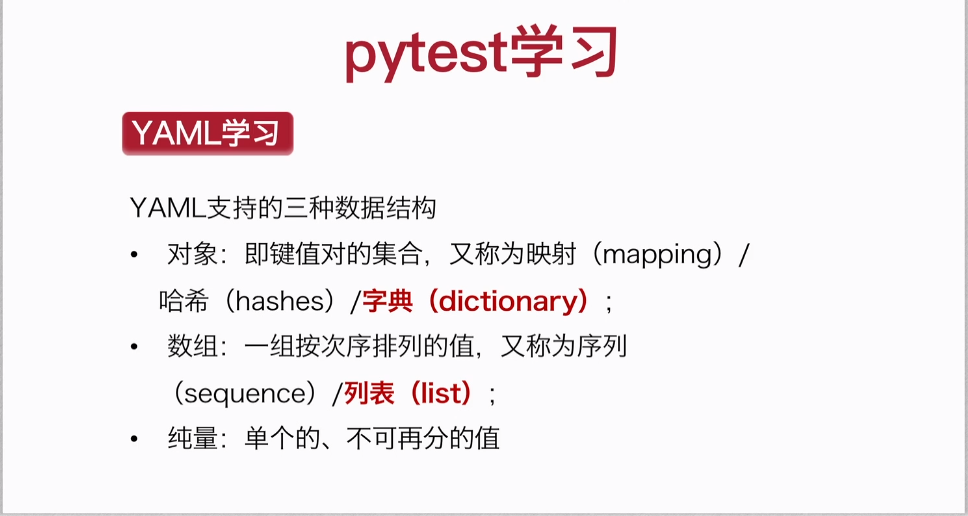 pytest学习
YAML学习
YAML支持的三种数据结构
• 对象：即键值对的集合，又称为映射（mapping）/
哈希（hashes）/字典（dictionary）；
• 数组：一组按次序排列的值，又称为序列
（sequence）/列表（list）；
• 纯量：单个的、不可再分的值